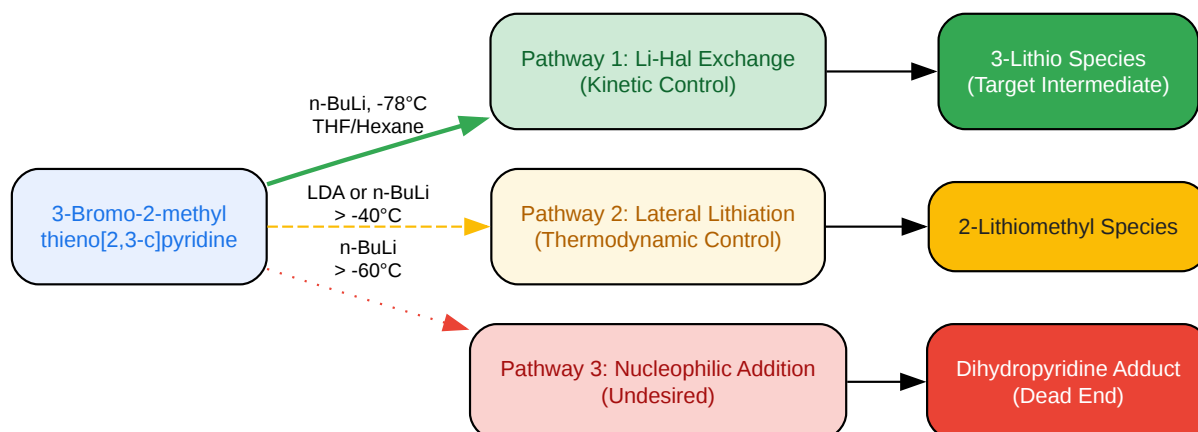 Pathway 1: Li-Hal Exchange
(Kinetic Control)
3-Lithio Species
(Target Intermediate)
n-BuLi, -78°C
THF/Hexane
3-Bromo-2-methyl
thieno[2,3-c]pyridine
LDA or n-BuLi
> -40°C
Pathway 2: Lateral Lithiation
(Thermodynamic Control)
2-Lithiomethyl Species
n-BuLi
> -60°C
Pathway 3: Nucleophilic Addition
(Undesired)
Dihydropyridine Adduct
(Dead End)